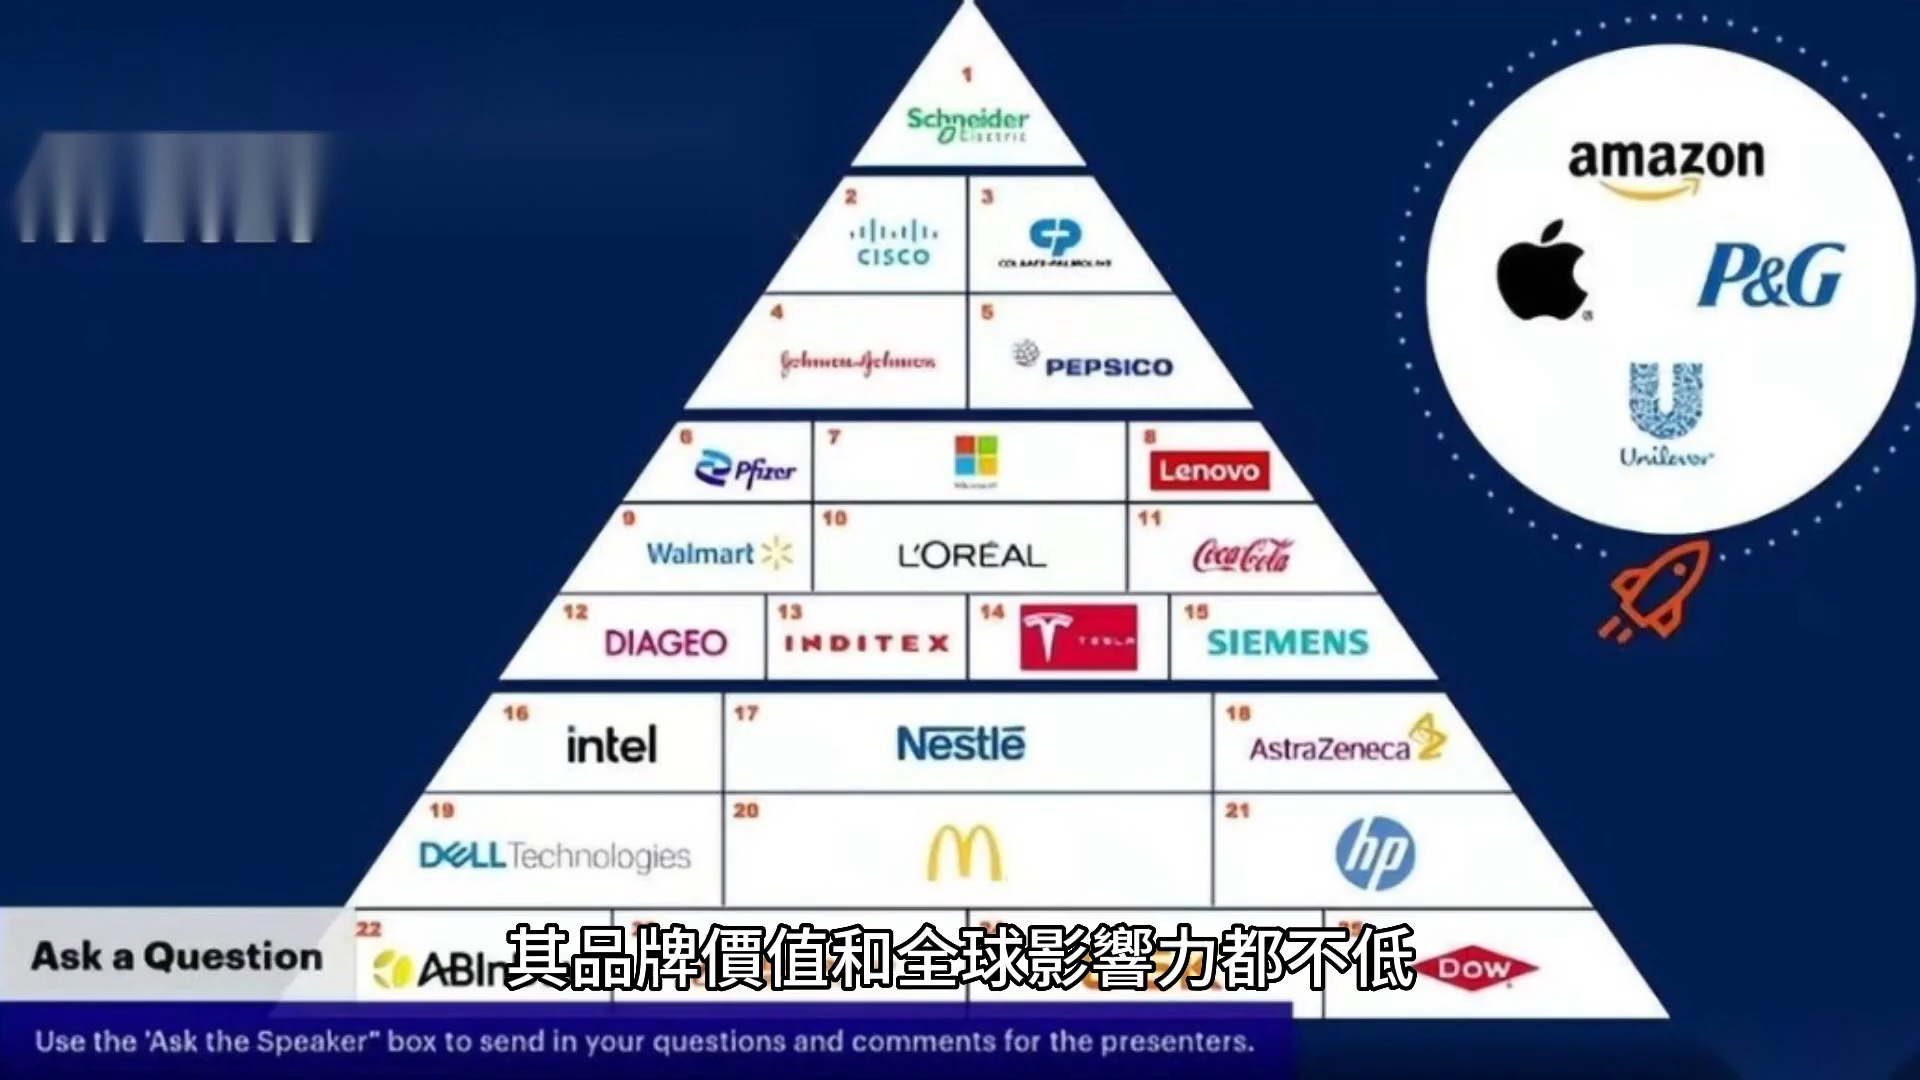 1
Schneider
Electric
2
CISCO
3
COLGATE-PALMOLIVE
4
Johnson & Johnson
5
PEPSICO
amazon
P&G
Unilever
6
Pfizer
7
Microsoft
8
Lenovo
9
Walmart
10
L'ORÉAL
11
Coca-Cola
12
DIAGEO
13
INDITEX
14
TESLA
15
SIEMENS
16
intel
17
Nestlé
18
AstraZeneca
19
DELL Technologies
20
21
hp
22
ABIn
25
DOW
其品牌價值和全球影響力都不低
Ask a Question
Use the 'Ask the Speaker" box to send in your questions and comments for the presenters.